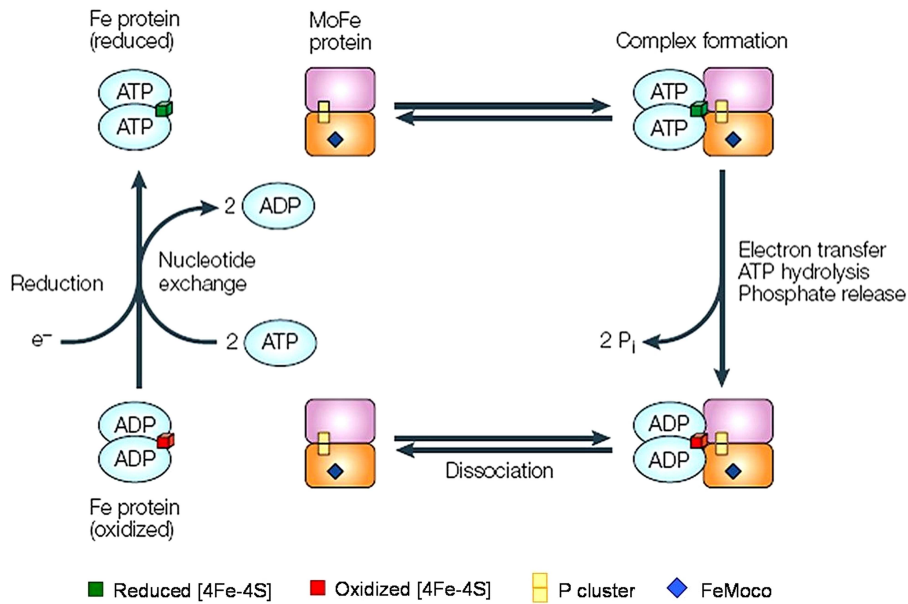 Fe protein
(reduced)
MoFe
protein
Complex formation
ATP
ATP
ATP
ATP
2 ADP
Nucleotide
exchange
Reduction
e–
2 ATP
Electron transfer
ATP hydrolysis
Phosphate release
2 Pi
ADP
ADP
ADP
ADP
Dissociation
Fe protein
(oxidized)
Reduced [4Fe-4S]
Oxidized [4Fe-4S]
P cluster
FeMoco